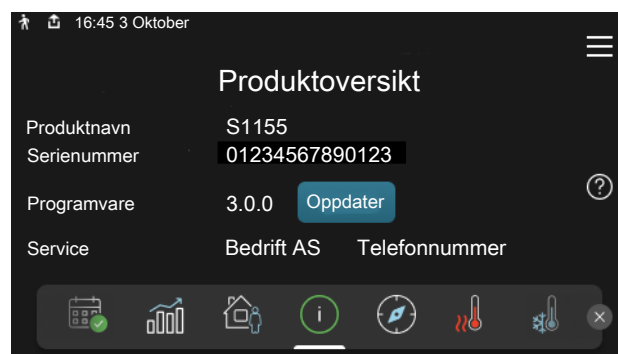 16:45 3 Oktober
Produktoversikt
Produktnavn S1155
Serienummer 01234567890123
Programvare 3.0.0 Oppdater
Service Bedrift AS Telefonnummer